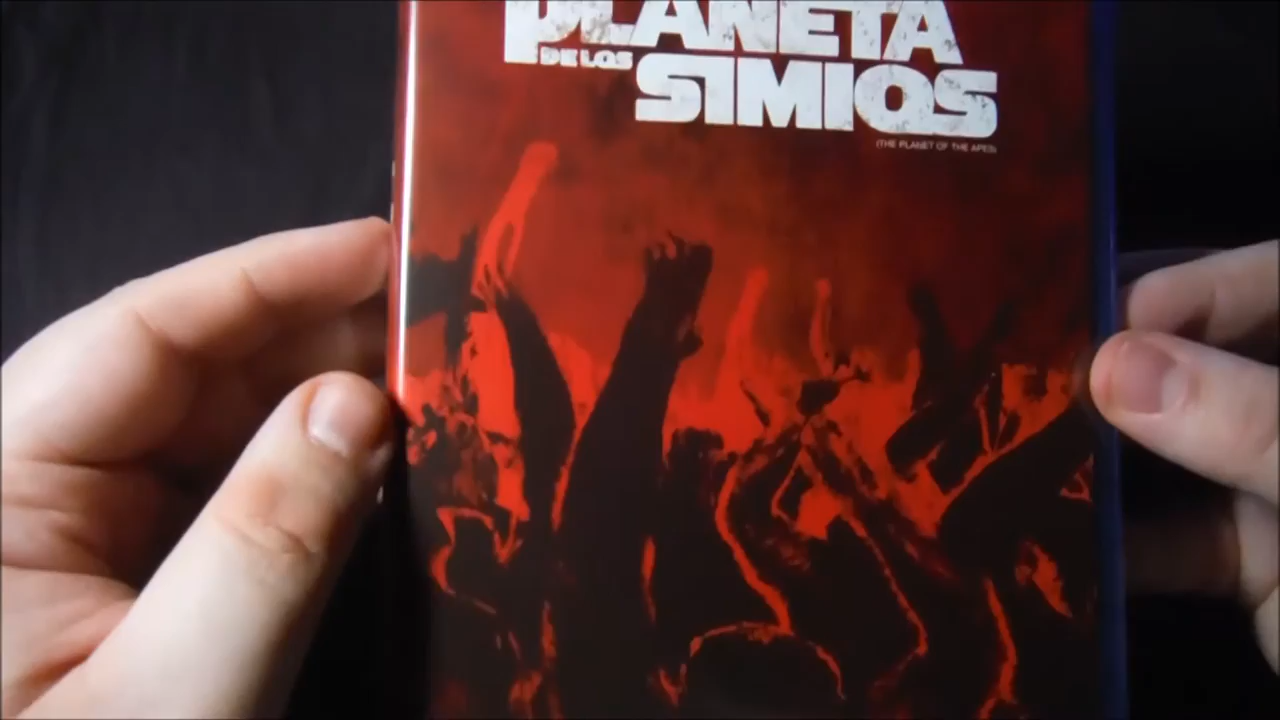 PLANETA
DE LOS
SIMIOS
(THE PLANET OF THE APES)